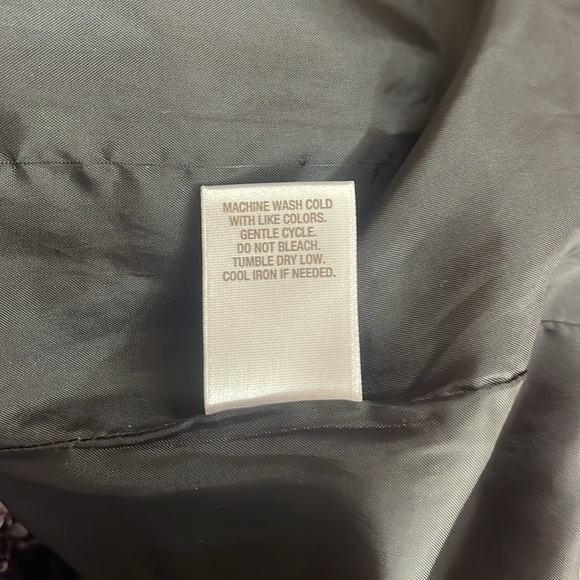 MACHINE WASH COLD
WITH LIKE COLORS.
GENTLE CYCLE.
DO NOT BLEACH.
TUMBLE DRY LOW.
COOL IRON IF NEEDED.